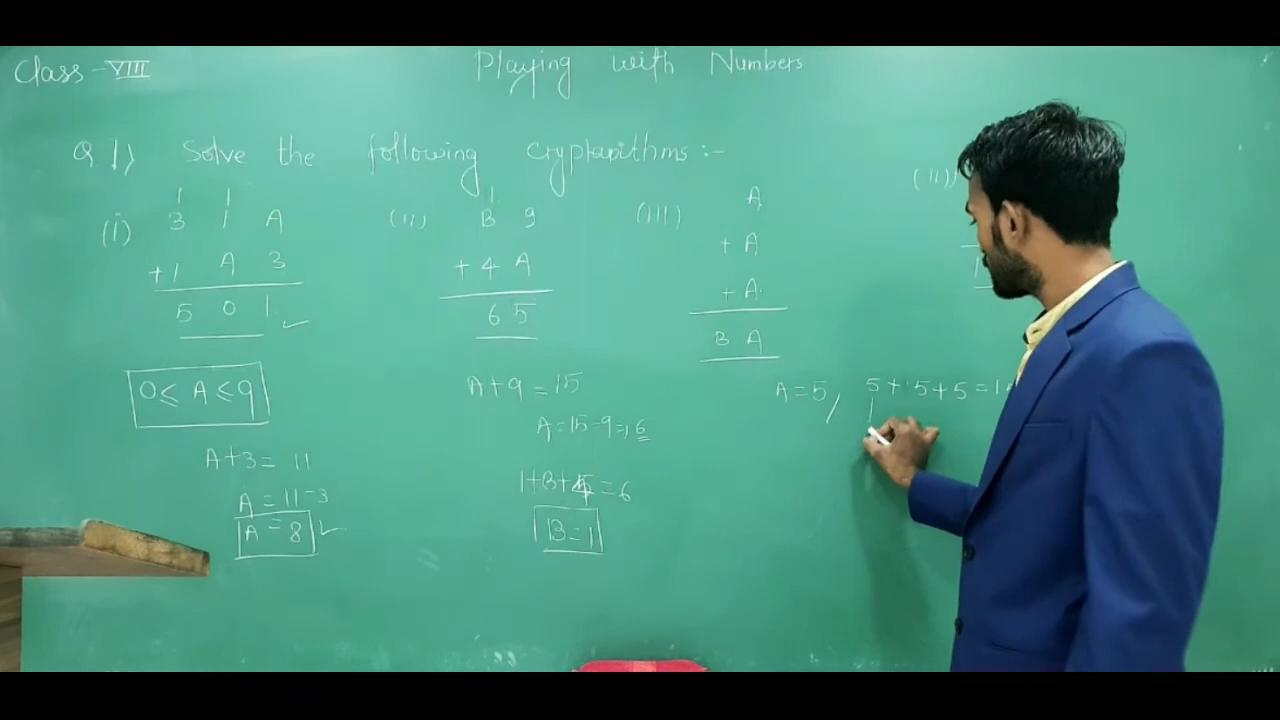 Class - VIII
Playing with Numbers
Q.1) Solve the following cryptarithms :-
(i)
1 1
3 1 A
+ 1 A 3
5 0 1
0 ≤ A ≤ 9
A + 3 = 11
A = 11 - 3
A = 8
(ii)
1
B 9
+ 4 A
6 5
A + 9 = 15
A = 15 - 9 = 6
1 + B + 4 = 6
B = 1
(iii)
A
+ A
+ A
B A
A = 5, 5 + 5 + 5 = 1
(ii)
1